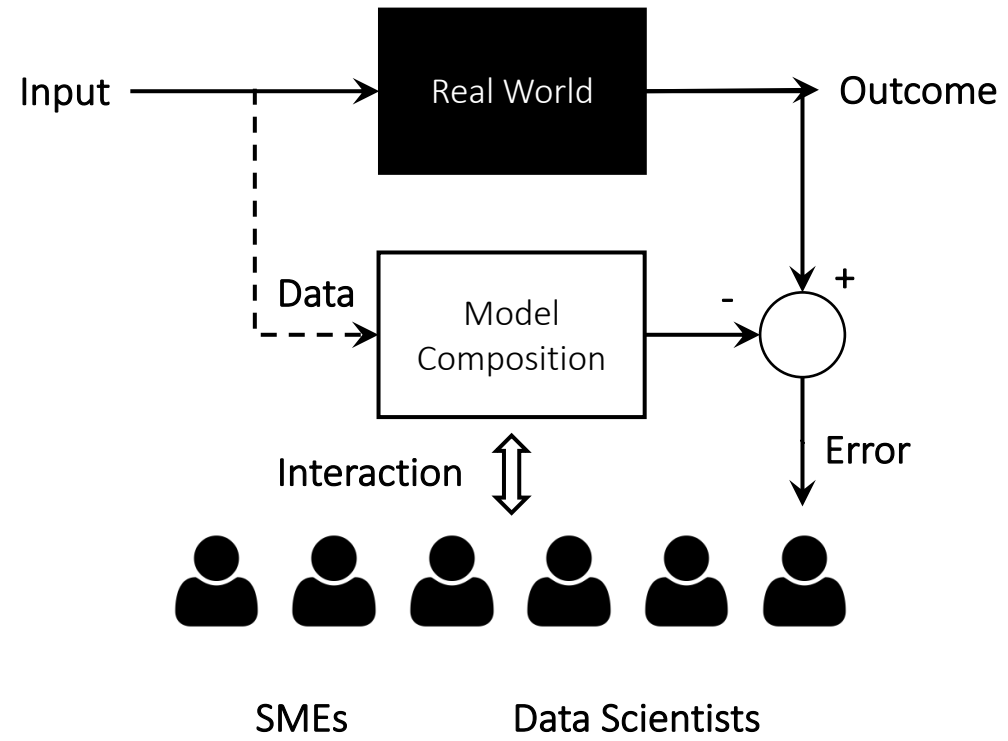 Input
Real World
Outcome
Data
Model
Composition
-
+
Interaction
Error
SMEs
Data Scientists